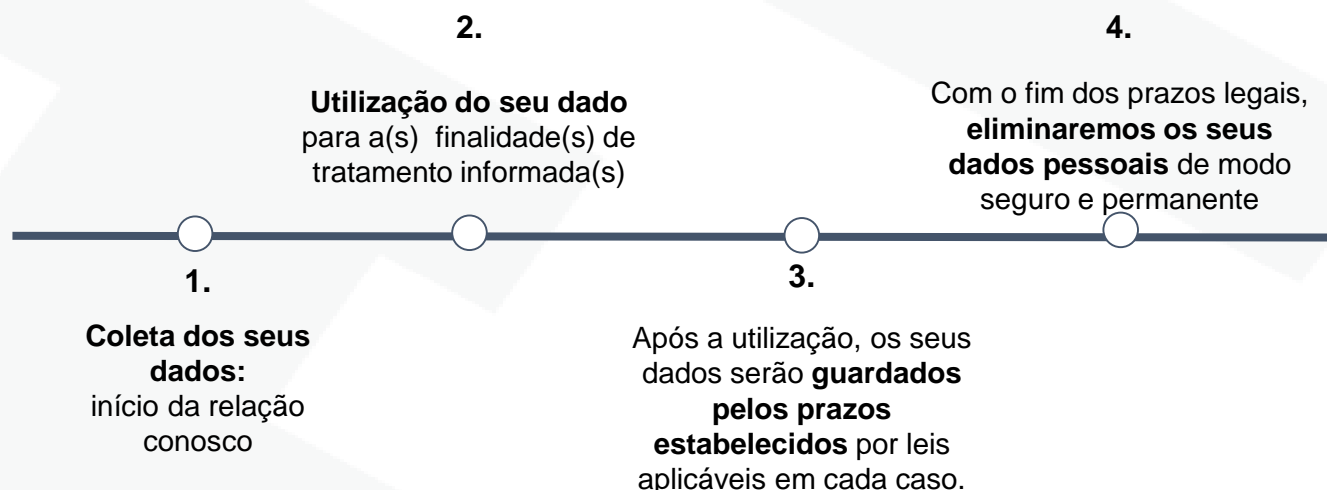 1.
Coleta dos seus
dados:
início da relação
conosco
2.
Utilização do seu dado
para a(s) finalidade(s) de
tratamento informada(s)
3.
Após a utilização, os seus
dados serão guardados
pelos prazos
estabelecidos por leis
aplicáveis em cada caso.
4.
Com o fim dos prazos legais,
eliminaremos os seus
dados pessoais de modo
seguro e permanente